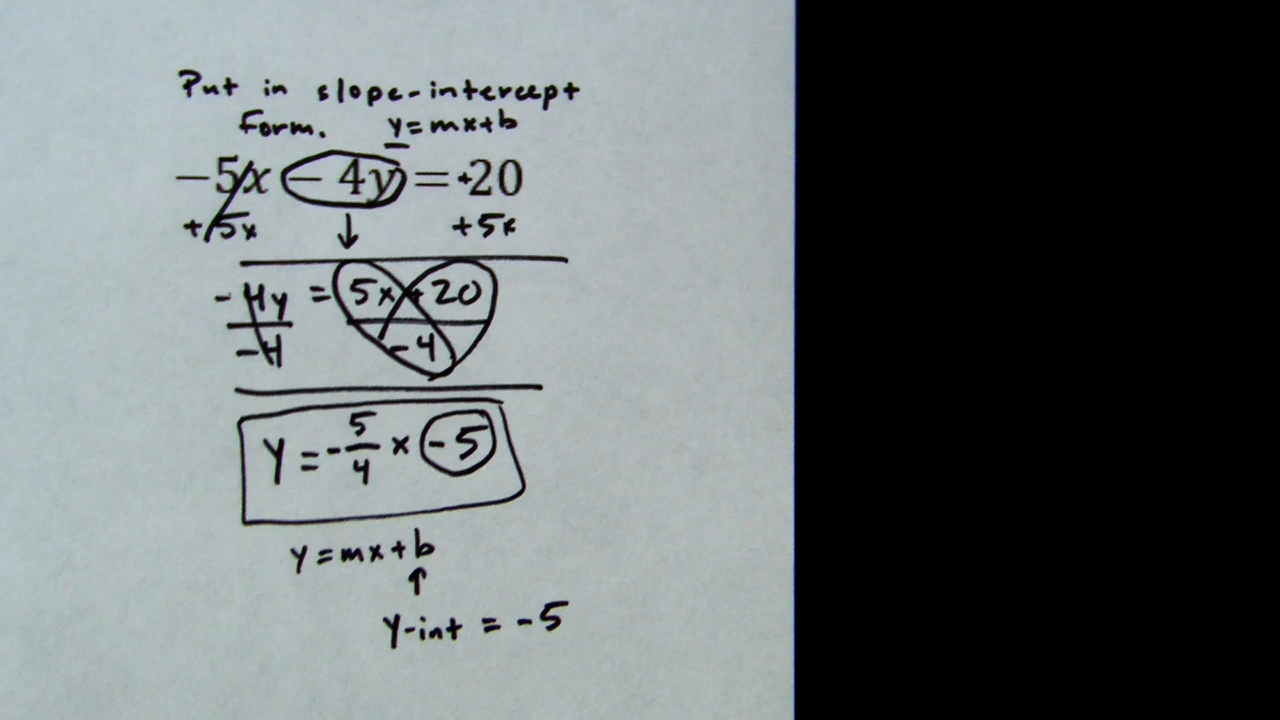 Put in slope-intercept
Form. y=mx+b
−5x − 4y = +20
+5x ↓ +5x
-4y = 5x + 20
-4 -4
y = -5/4 x -5
y=mx+b
↑
y-int = -5